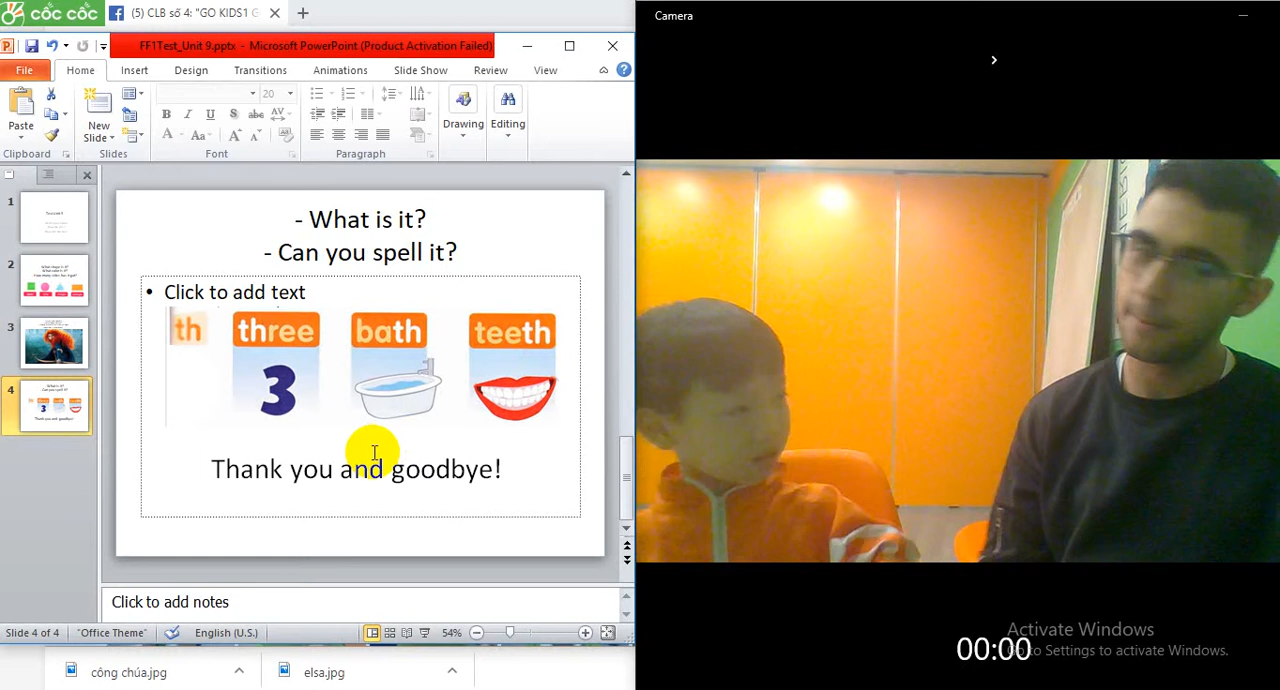 cốc cốc
(5) CLB số 4: "GO KIDS1 G
FF1Test_Unit 9.pptx - Microsoft PowerPoint (Product Activation Failed)
File Home Insert Design Transitions Animations Slide Show Review View
Paste
New
Slide
20
Drawing
Editing
Clipboard Slides Font Paragraph
1
2
3
4
- What is it?
- Can you spell it?
• Click to add text
th three bath teeth
3
Thank you and goodbye!
Click to add notes
Slide 4 of 4 "Office Theme" English (U.S.) 54%
công chúa.jpg
elsa.jpg
Camera
00:00
Activate Windows
Go to Settings to activate Windows.